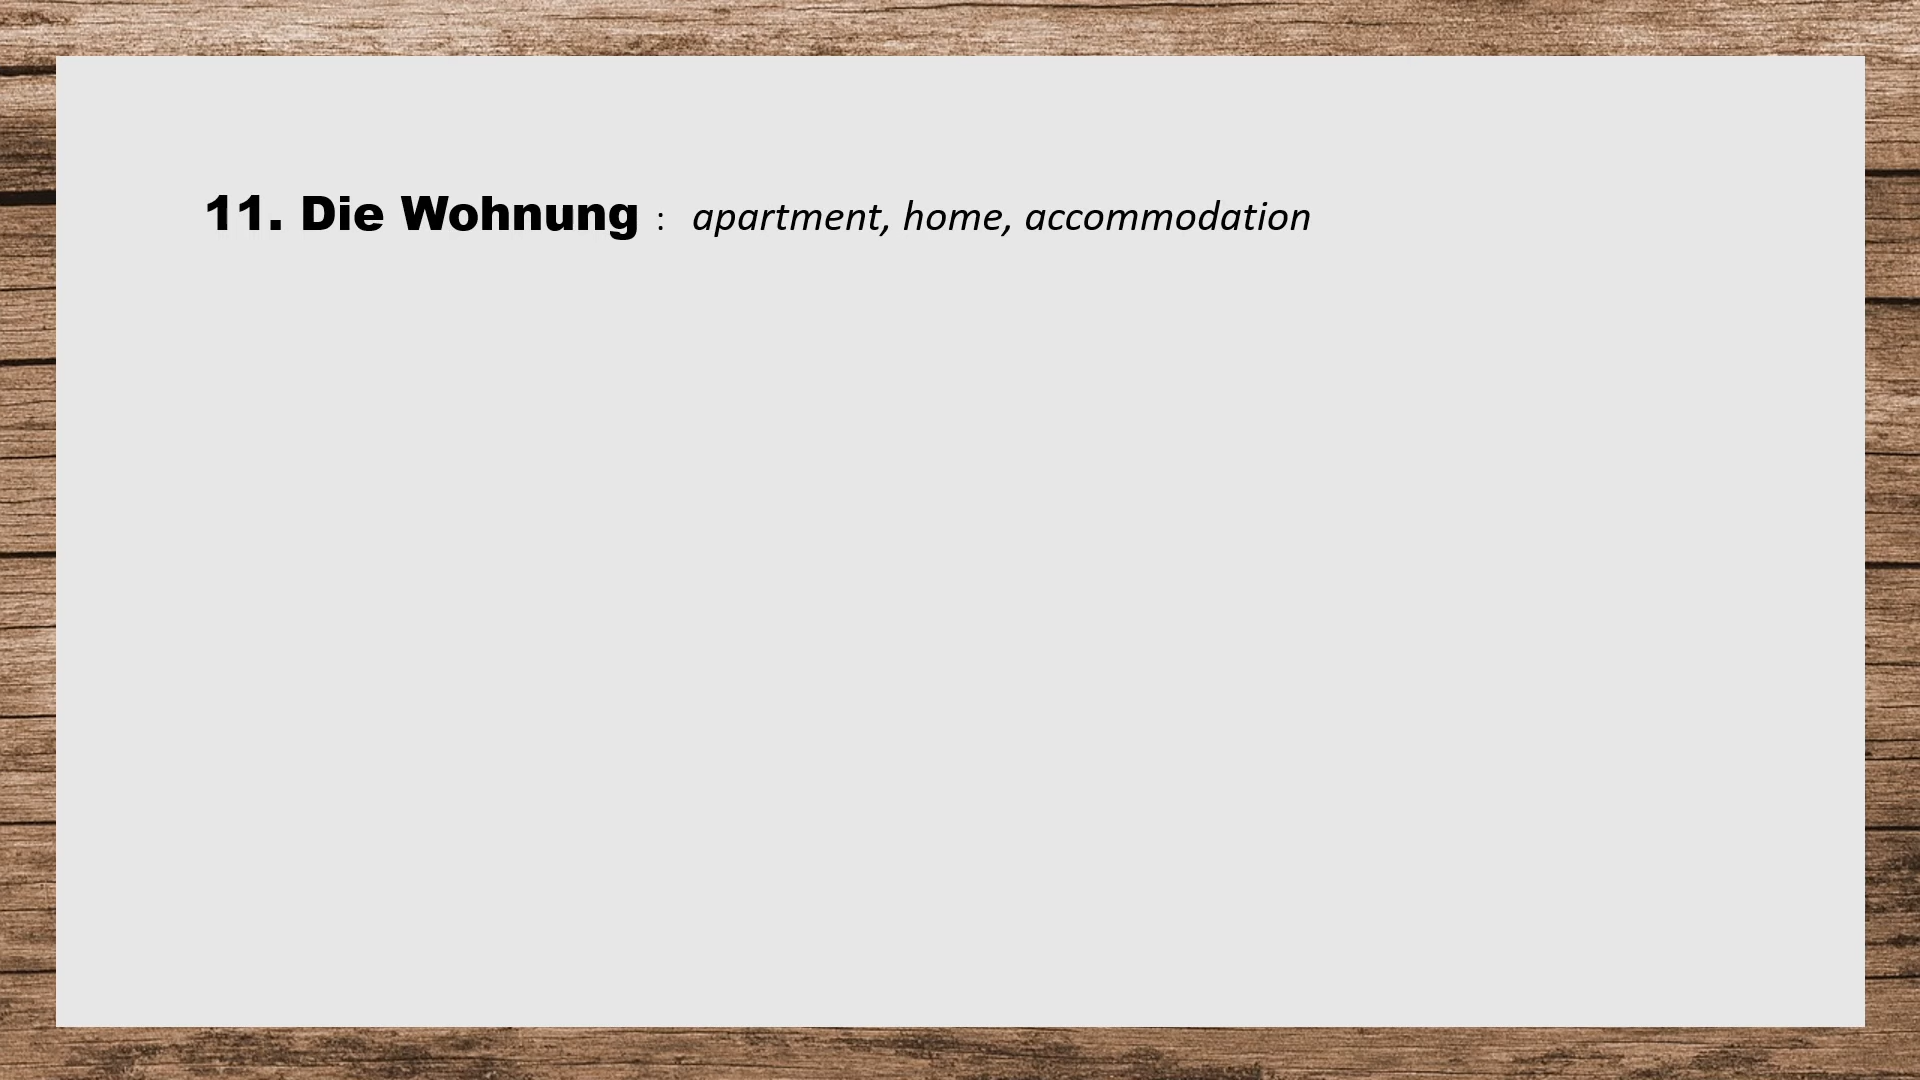 11. Die Wohnung : apartment, home, accommodation